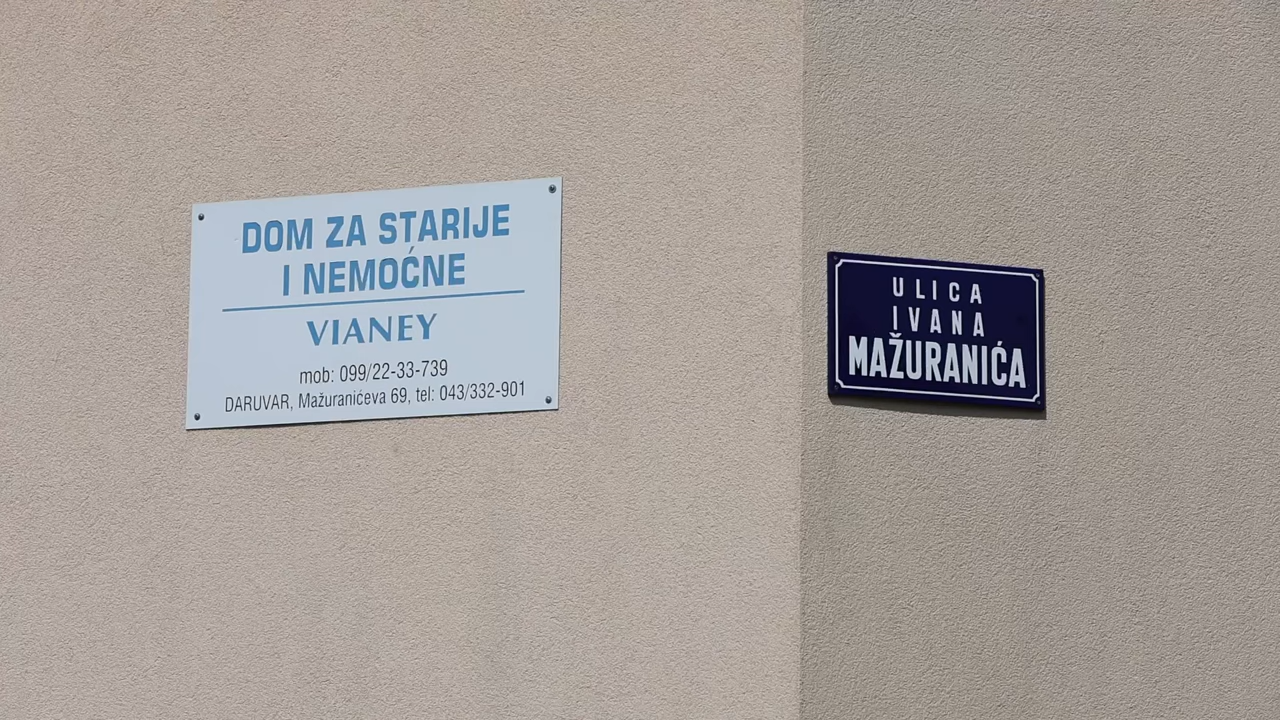 DOM ZA STARIJE
I NEMOĆNE
VIANEY
mob: 099/22-33-739
DARUVAR, Mažuranićeva 69, tel: 043/332-901
ULICA
IVANA
MAŽURANIĆA